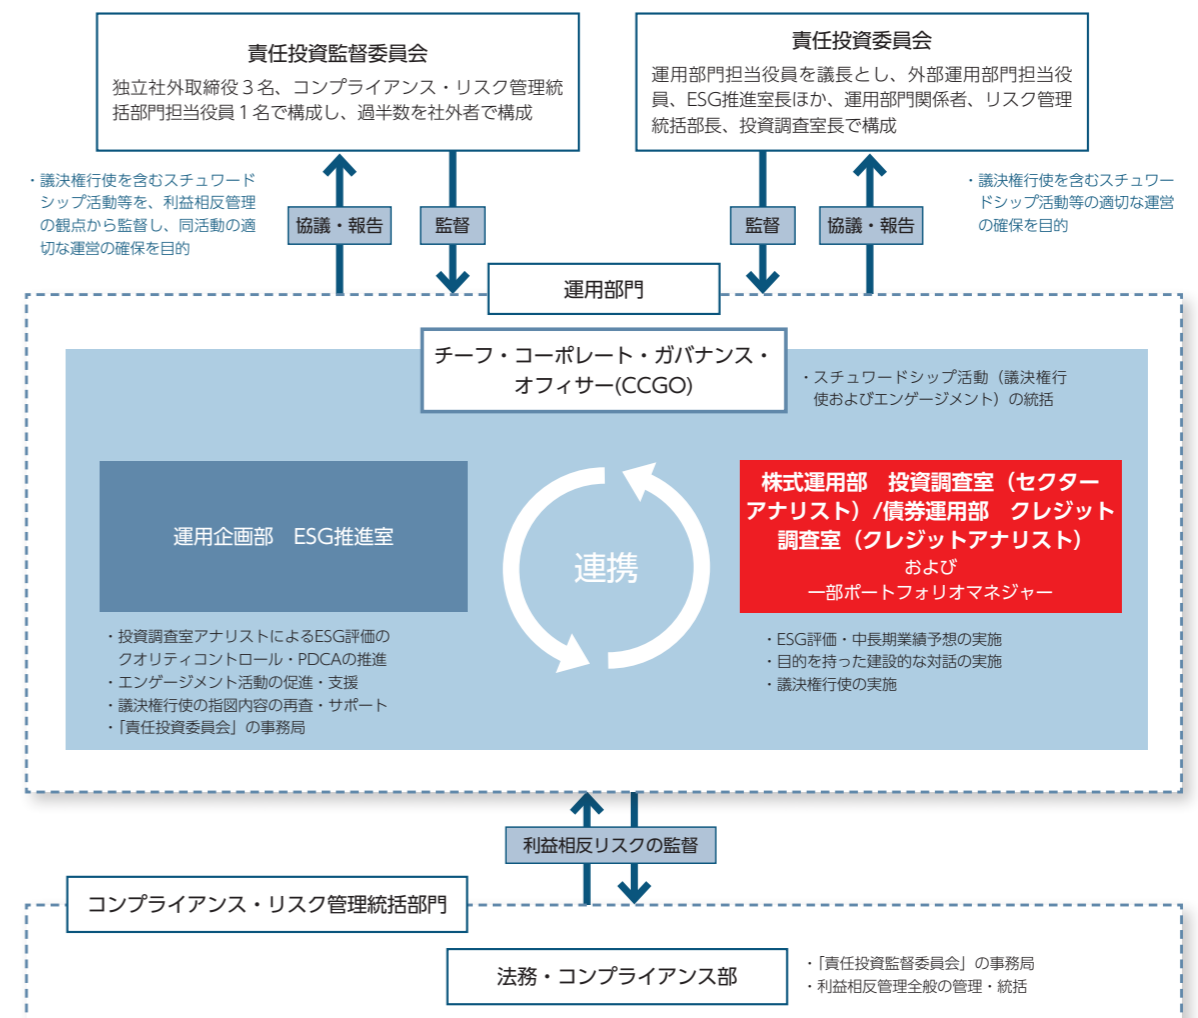 責任投資監督委員会
独立社外取締役３名、コンプライアンス・リスク管理統
括部門担当役員１名で構成し、過半数を社外者で構成
責任投資委員会
運用部門担当役員を議長とし、外部運用部門担当役
員、ESG推進室長ほか、運用部門関係者、リスク管理
統括部長、投資調査室長で構成
・議決権行使を含むスチュワード
シップ活動等を、利益相反管理
の観点から監督し、同活動の適
切な運営の確保を目的
協議・報告
監督
監督
協議・報告
・議決権行使を含むスチュワー
ドシップ活動等の適切な運営
の確保を目的
運用部門
チーフ・コーポレート・ガバナンス・
オフィサー(CCGO)
・スチュワードシップ活動（議決権行
使およびエンゲージメント）の統括
運用企画部　ESG推進室
連携
株式運用部　投資調査室（セクター
アナリスト）/債券運用部　クレジット
調査室（クレジットアナリスト）
および
一部ポートフォリオマネジャー
・投資調査室アナリストによるESG評価の
クオリティコントロール・PDCAの推進
・エンゲージメント活動の促進・支援
・議決権行使の指図内容の再査・サポート
・「責任投資委員会」の事務局
・ESG評価・中長期業績予想の実施
・目的を持った建設的な対話の実施
・議決権行使の実施
利益相反リスクの監督
コンプライアンス・リスク管理統括部門
法務・コンプライアンス部
・「責任投資監督委員会」の事務局
・利益相反管理全般の管理・統括